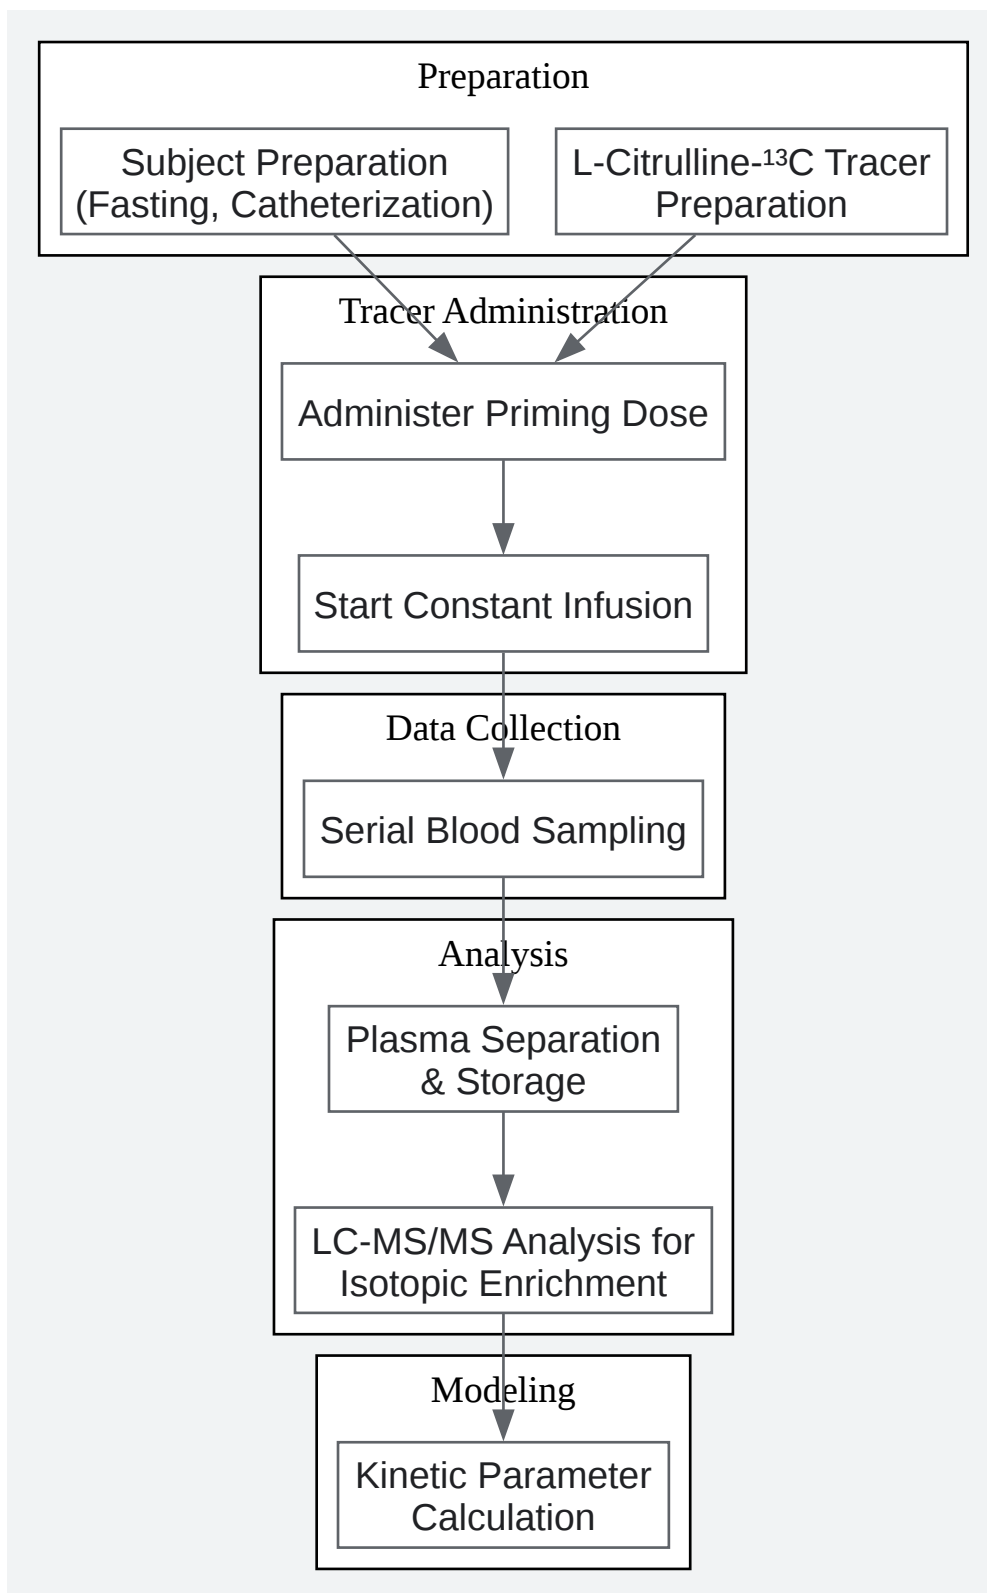 Preparation
Subject Preparation
(Fasting, Catheterization)
L-Citrulline-¹³C Tracer
Preparation
Tracer Administration
Administer Priming Dose
Start Constant Infusion
Data Collection
Serial Blood Sampling
Analysis
Plasma Separation
& Storage
LC-MS/MS Analysis for
Isotopic Enrichment
Modeling
Kinetic Parameter
Calculation